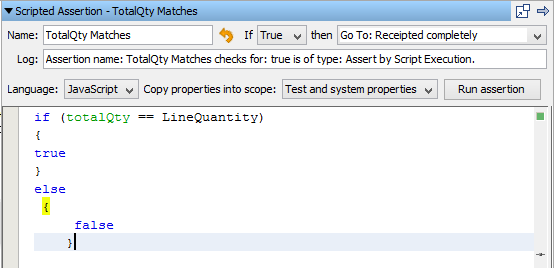 Scripted Assertion - TotalQty Matches
Name: TotalQty Matches If True then Go To: Receipted completely
Log: Assertion name: TotalQty Matches checks for: true is of type: Assert by Script Execution.
Language: JavaScript Copy properties into scope: Test and system properties Run assertion
if (totalQty == LineQuantity)
{
true
}
else
{
false
}